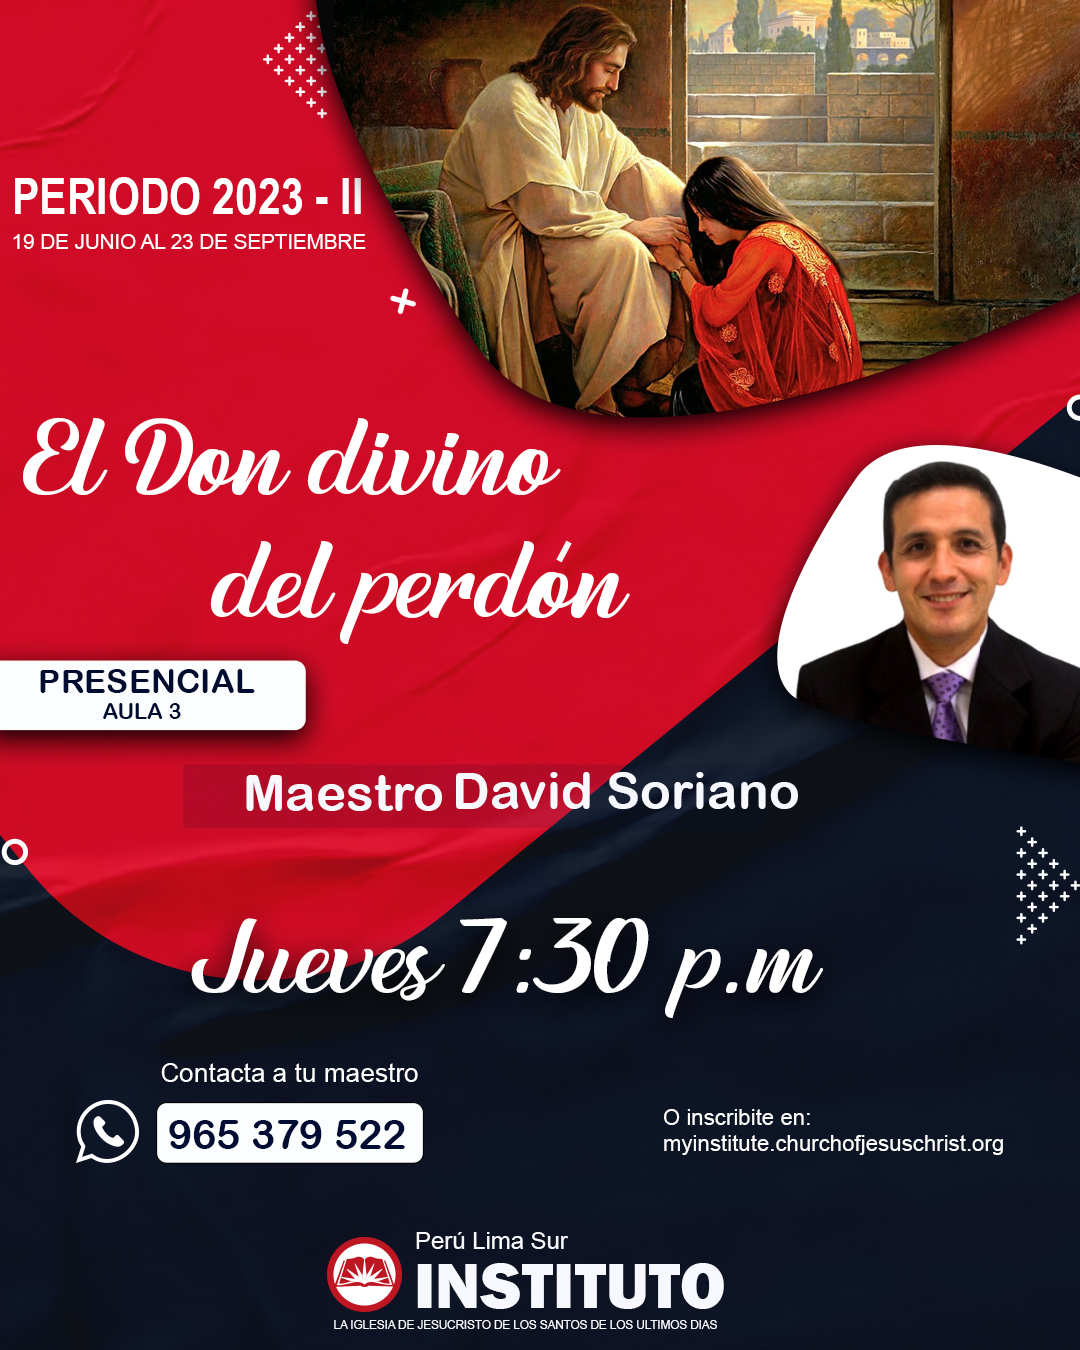 PERIODO 2023 - II
19 DE JUNIO AL 23 DE SEPTIEMBRE
El Don divino
del perdón
PRESENCIAL
AULA 3
Maestro David Soriano
Jueves 7:30 p.m
Contacta a tu maestro
965 379 522
O inscribite en:
myinstitute.churchofjesuschrist.org
Perú Lima Sur
INSTITUTO
LA IGLESIA DE JESUCRISTO DE LOS SANTOS DE LOS ULTIMOS DIAS